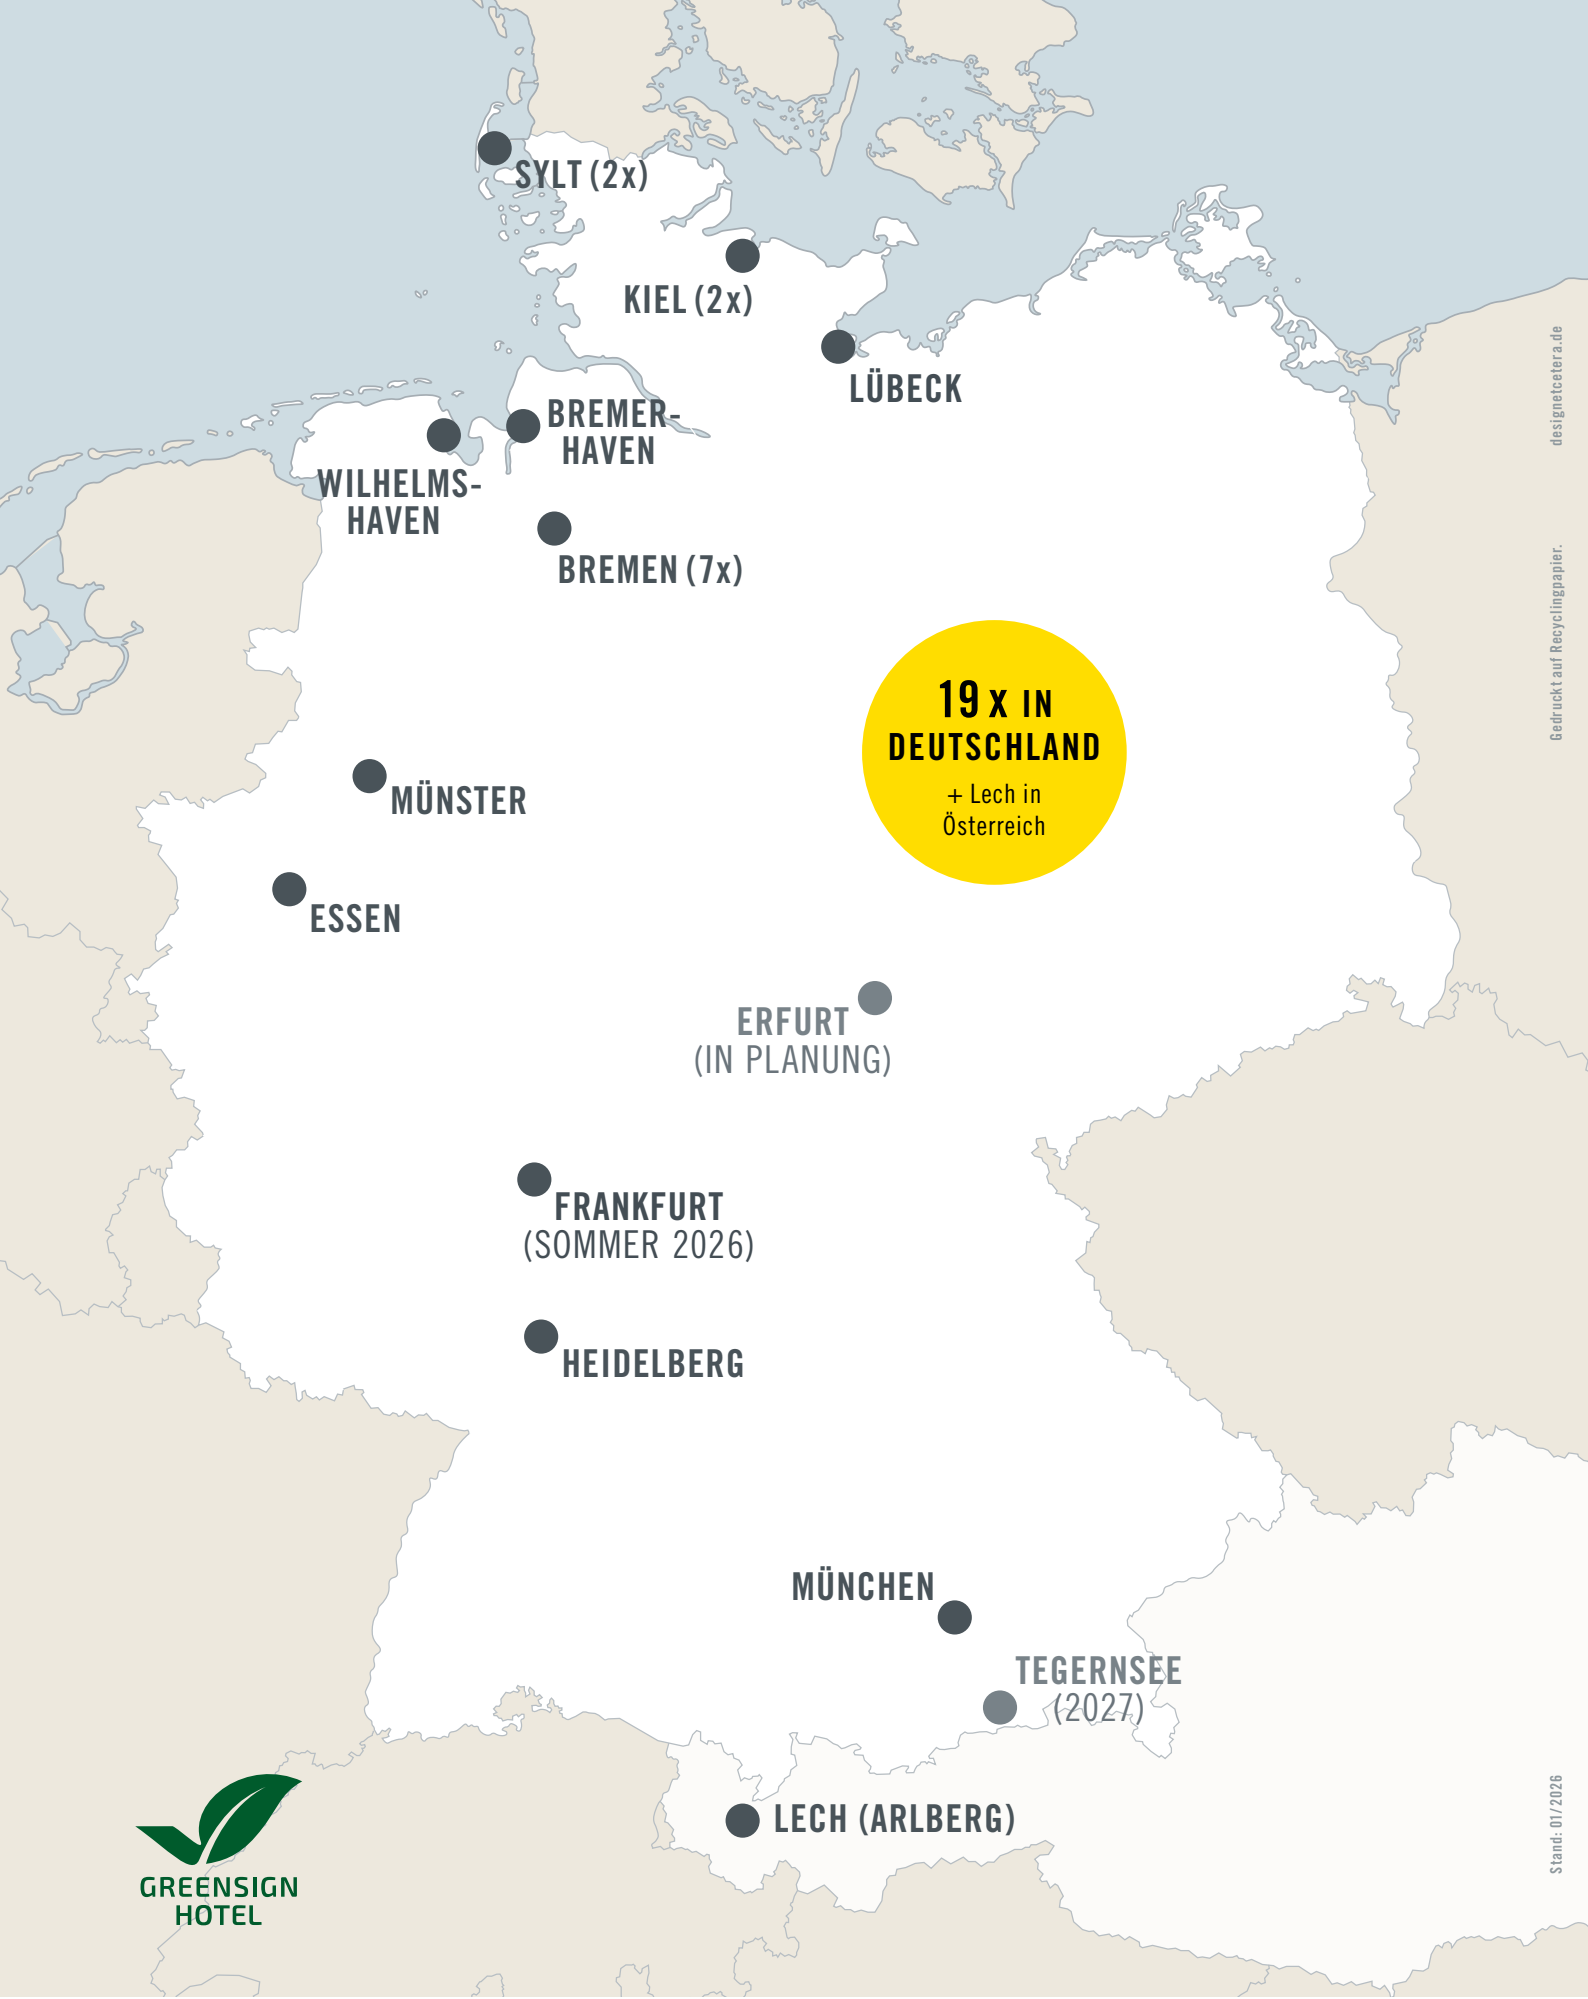 SYLT (2x)
KIEL (2x)
LÜBECK
BREMER-
HAVEN
WILHELMS-
HAVEN
BREMEN (7x)
19 x IN
DEUTSCHLAND
+ Lech in
Österreich
MÜNSTER
ESSEN
ERFURT
(IN PLANUNG)
FRANKFURT
(SOMMER 2026)
HEIDELBERG
MÜNCHEN
TEGERNSEE
(2027)
LECH (ARLBERG)
GREENSIGN
HOTEL
designetcetera.de
Gedruckt auf Recyclingpapier.
Stand: 01/2026